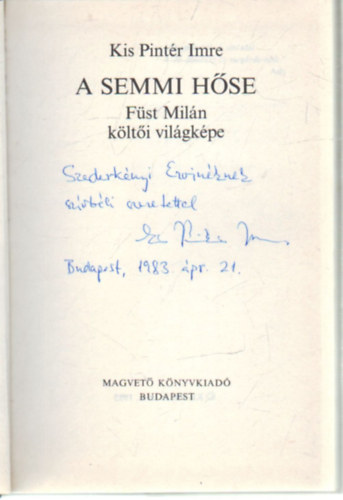 Kis Pintér Imre
A SEMMI HŐSE
Füst Milán
költői világképe
Szederkényi Ervinéknek
szívbéli szeretettel
Budapest, 1983 ápr. 21.
MAGVETŐ KÖNYVKIADÓ
BUDAPEST